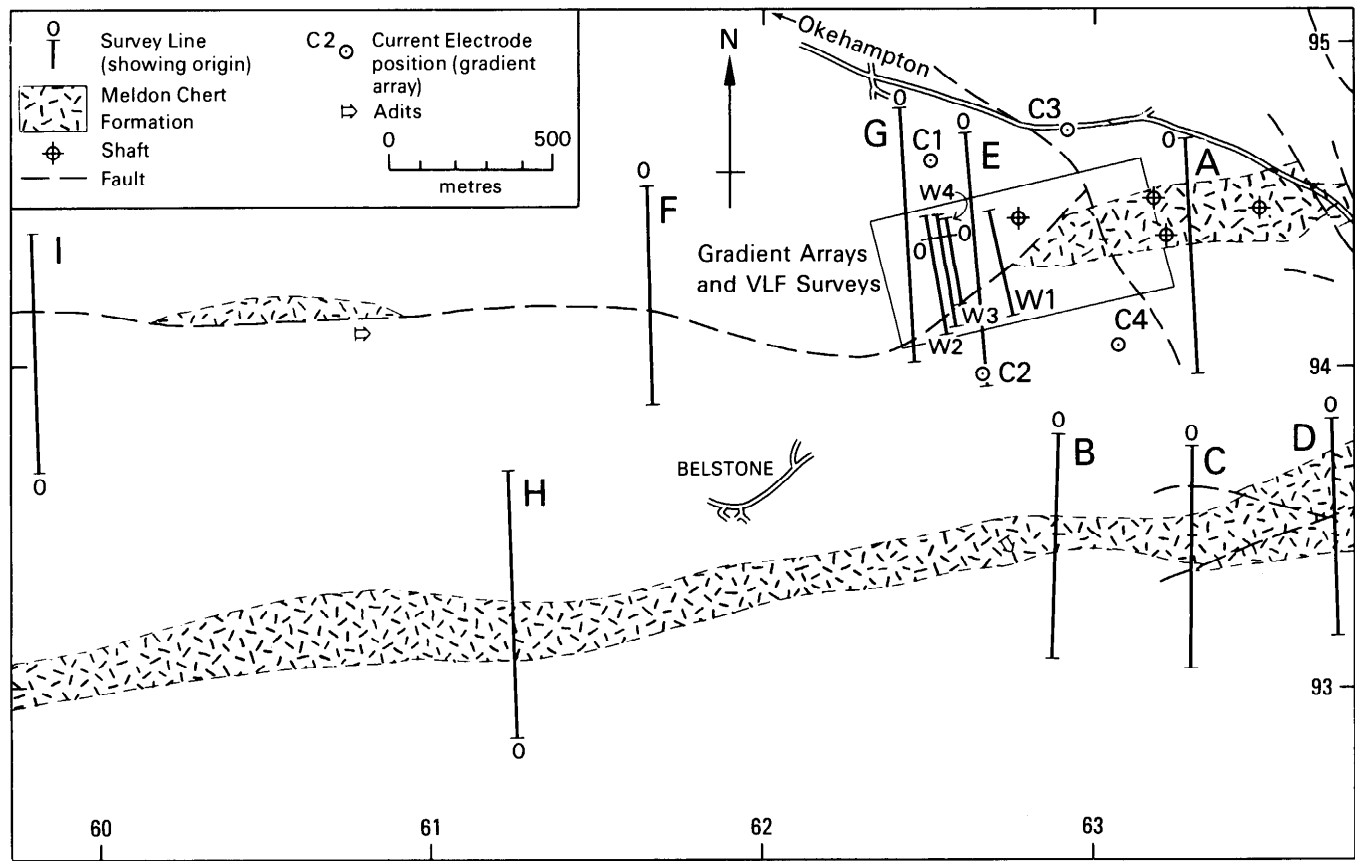 0
Survey Line
(showing origin)
Meldon Chert
Formation
Shaft
Fault
C2
Current Electrode
position (gradient
array)
Adits
0 500
metres
N
Okehampton
95
C3
0
G
C1
0
E
0
A
W4
0
F
0
0
Gradient Arrays
and VLF Surveys
W1
W3
W2
C4
I
C2
94
0
B
0
C
0
D
BELSTONE
0
H
93
0
60 61 62 63